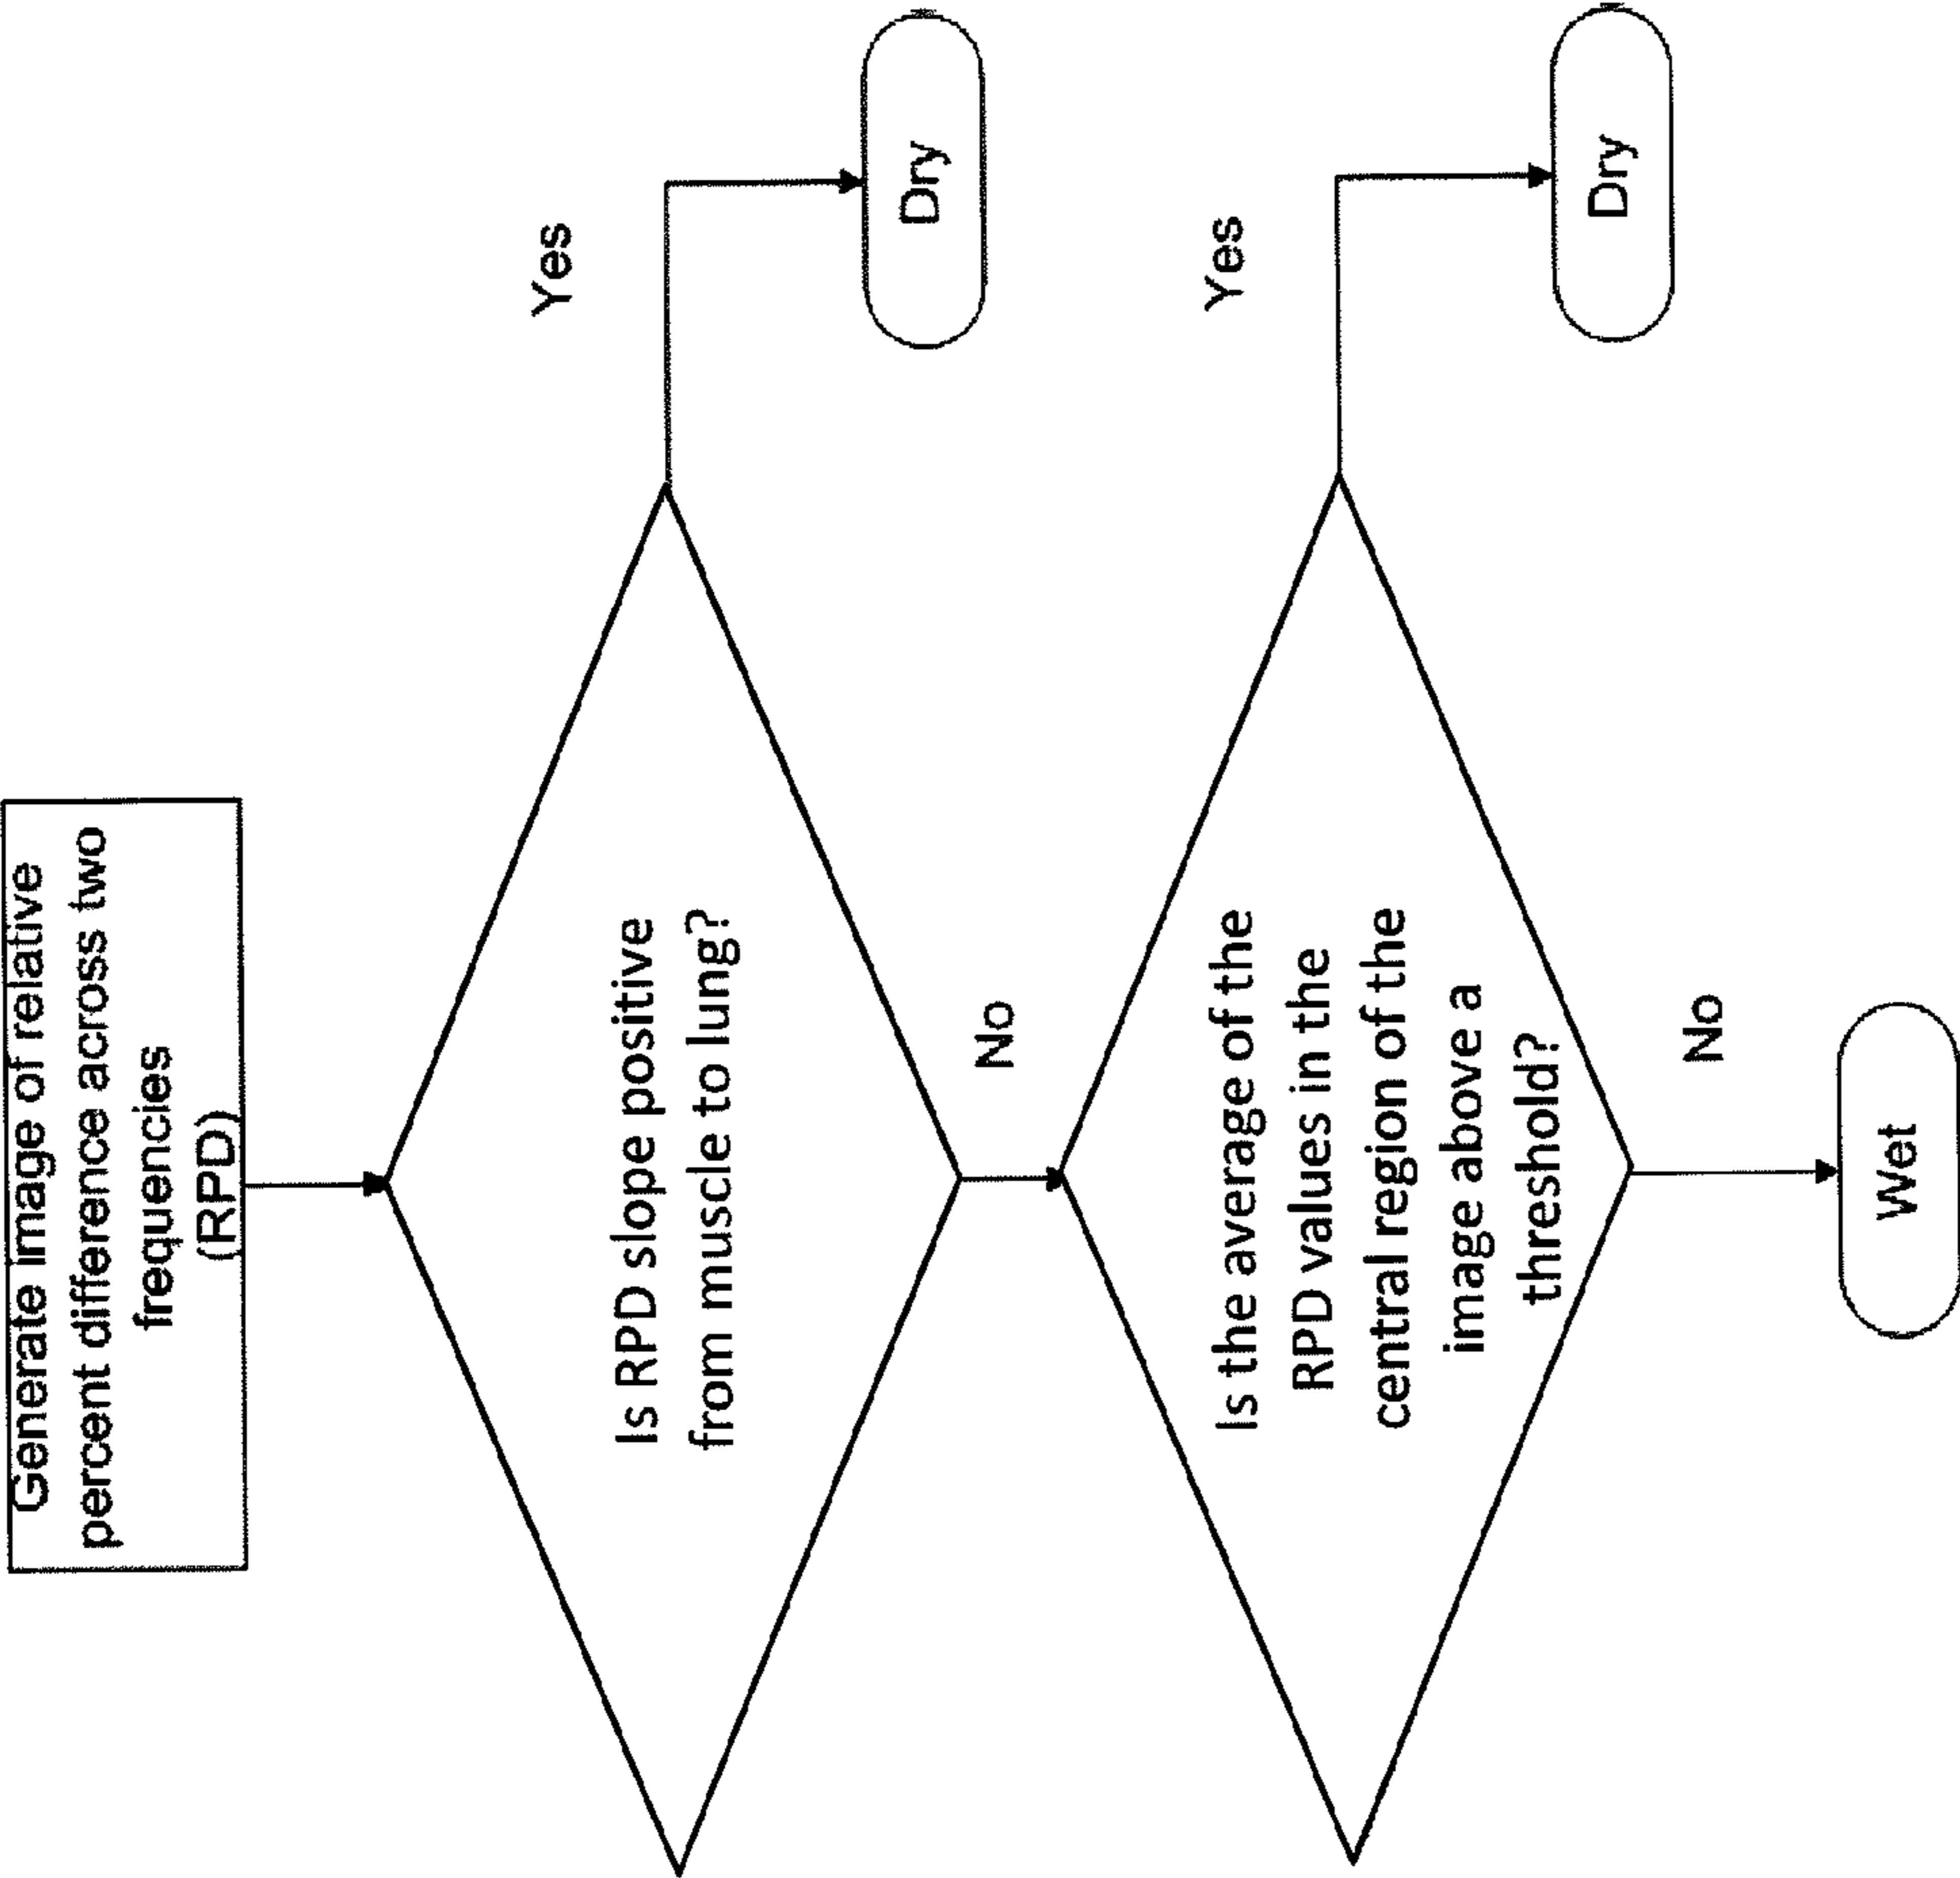 Generate image of relative
percent difference across two
frequencies
(RPD)
Is RPD slope positive
from muscle to lung?
Yes
Dry
No
Is the average of the
RPD values in the
central region of the
image above a
threshold?
Yes
Dry
No
Wet